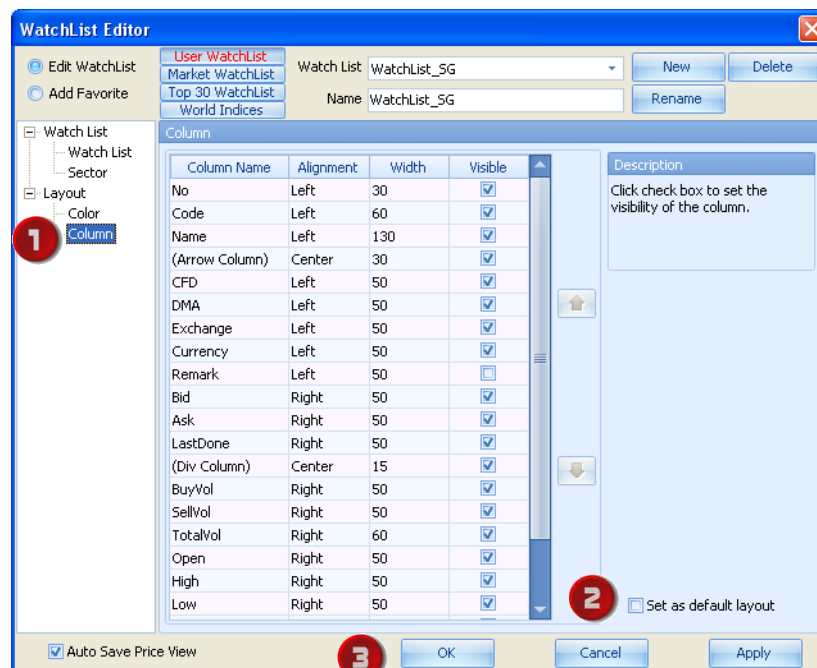 WatchList Editor
Edit WatchList
Add Favorite
User WatchList
Market WatchList
Top 30 WatchList
World Indices
Watch List WatchList_SG
Name WatchList_SG
New Delete
Rename
Watch List
Watch List
Sector
Layout
Color
Column
1
Column
Column Name Alignment Width Visible
No Left 30
Code Left 60
Name Left 130
(Arrow Column) Center 30
CFD Left 50
DMA Left 50
Exchange Left 50
Currency Left 50
Remark Left 50
Bid Right 50
Ask Right 50
LastDone Right 50
(Div Column) Center 15
BuyVol Right 50
SellVol Right 50
TotalVol Right 60
Open Right 50
High Right 50
Low Right 50
Description
Click check box to set the
visibility of the column.
2 Set as default layout
Auto Save Price View
3 OK Cancel Apply